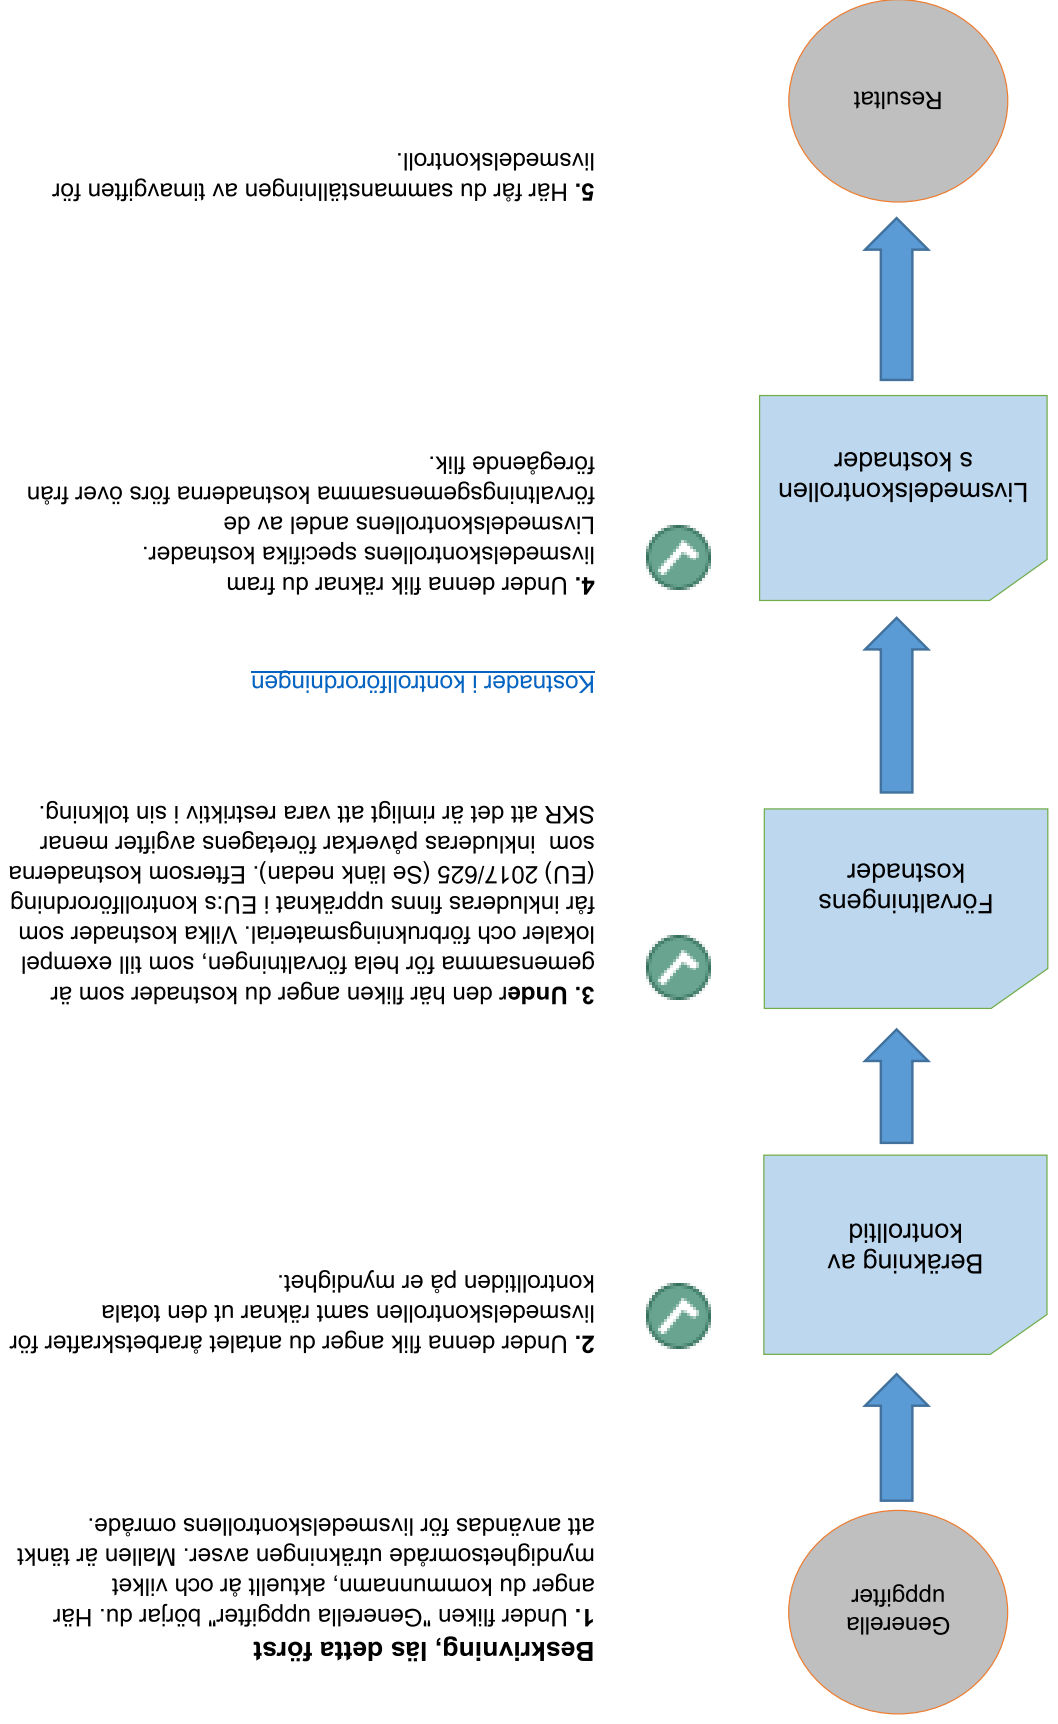 Generella
uppgifter
Beskrivning, läs detta först
1. Under fliken "Generella uppgifter" börjar du. Här
anger du kommunnamn, aktuellt år och vilket
myndighetsområde uträkningen avser. Mallen är tänkt
att användas för livsmedelskontrollens område.
Beräkning av
kontrolltid
2. Under denna flik anger du antalet årarbetskrafter för
livsmedelskontrollen samt räknar ut den totala
kontrolltiden på er myndighet.
Förvaltningens
kostnader
3. Under den här fliken anger du kostnader som är
gemensamma för hela förvaltningen, som till exempel
lokaler och förbrukningsmaterial. Vilka kostnader som
får inkluderas finns uppräknat i EU:s kontrollförordning
(EU) 2017/625 (Se länk nedan). Eftersom kostnaderna
som  inkluderas påverkar företagens avgifter menar
SKR att det är rimligt att vara restriktiv i sin tolkning.
Kostnader i kontrollförordningen
Livsmedelskontrollen
s kostnader
4. Under denna flik räknar du fram
livsmedelskontrollens specifika kostnader.
Livsmedelskontrollens andel av de
förvaltningsgemensamma kostnaderna förs över från
föregående flik.
Resultat
5. Här får du sammanställningen av timavgiften för
livsmedelskontroll.